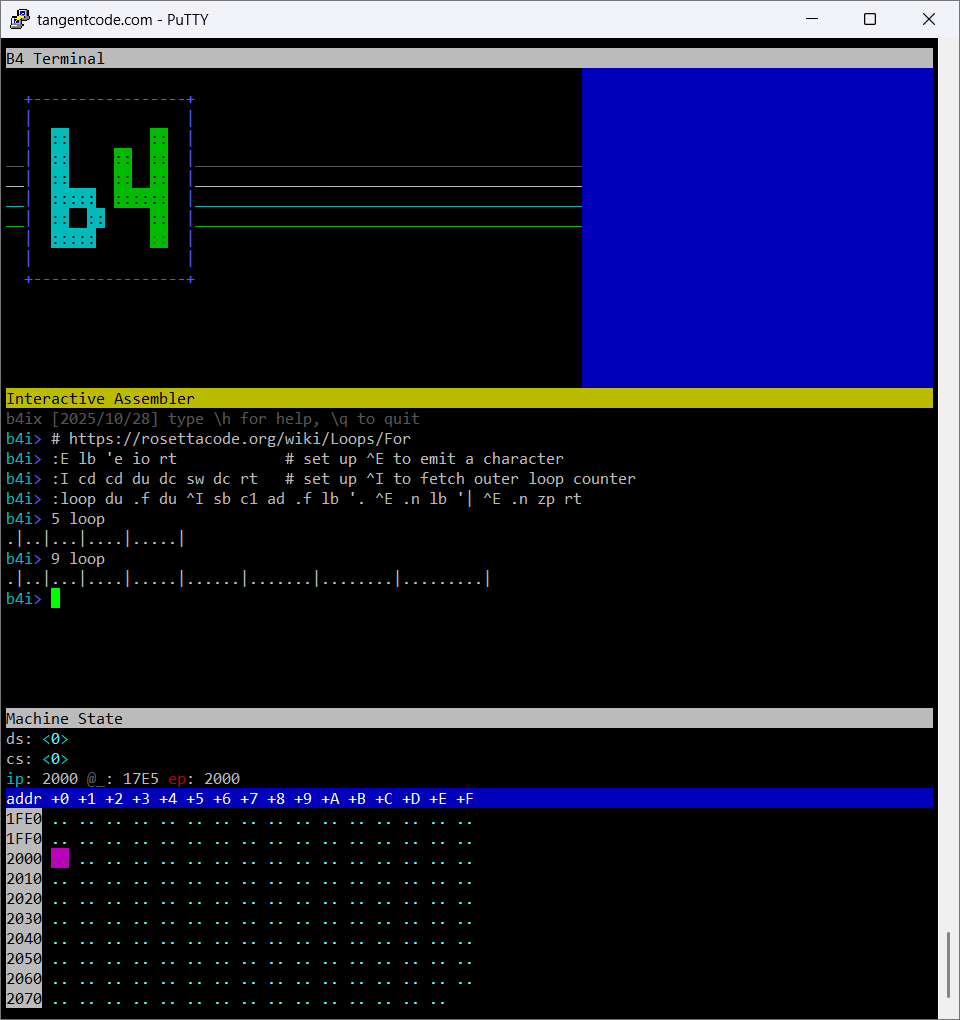 tangentcode.com - PuTTY
B4 Terminal
b4
Interactive Assembler
b4ix [2025/10/28] type \h for help, \q to quit
b4i> # https://rosettacode.org/wiki/Loops/For
b4i> :E lb 'e io rt            # set up ^E to emit a character
b4i> :I cd cd du dc sw dc rt   # set up ^I to fetch outer loop counter
b4i> :loop du .f du ^I sb c1 ad .f lb '. ^E .n lb '| ^E .n zp rt
b4i> 5 loop
.|..|...|....|.....|
b4i> 9 loop
.|..|...|....|.....|......|.......|........|.........|
b4i>
Machine State
ds: <0>
cs: <0>
ip: 2000 @_: 17E5 ep: 2000
addr +0 +1 +2 +3 +4 +5 +6 +7 +8 +9 +A +B +C +D +E +F
1FE0 .. .. .. .. .. .. .. .. .. .. .. .. .. .. .. ..
1FF0 .. .. .. .. .. .. .. .. .. .. .. .. .. .. .. ..
2000 .. .. .. .. .. .. .. .. .. .. .. .. .. .. .. ..
2010 .. .. .. .. .. .. .. .. .. .. .. .. .. .. .. ..
2020 .. .. .. .. .. .. .. .. .. .. .. .. .. .. .. ..
2030 .. .. .. .. .. .. .. .. .. .. .. .. .. .. .. ..
2040 .. .. .. .. .. .. .. .. .. .. .. .. .. .. .. ..
2050 .. .. .. .. .. .. .. .. .. .. .. .. .. .. .. ..
2060 .. .. .. .. .. .. .. .. .. .. .. .. .. .. .. ..
2070 .. .. .. .. .. .. .. .. .. .. .. .. .. .. ..